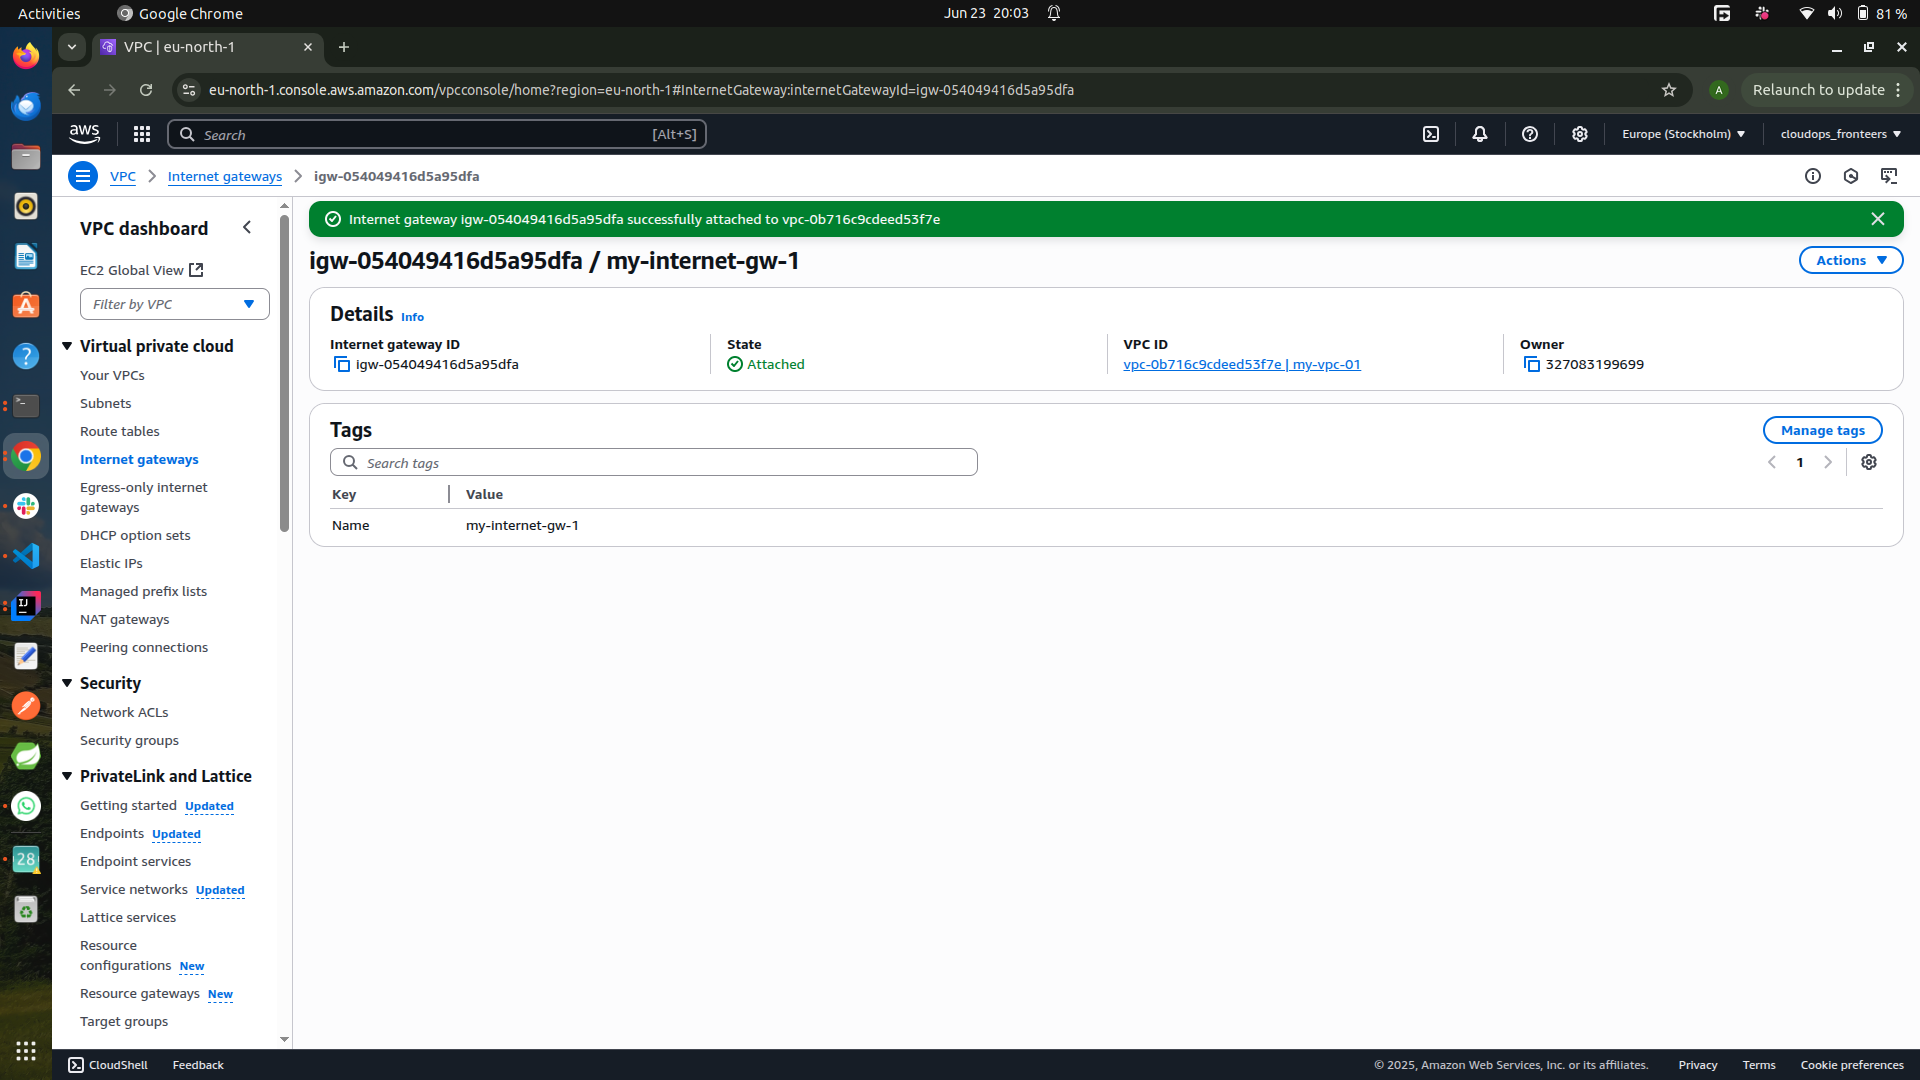 Activities
Google Chrome
Jun 23 20:03
81 %
VPC | eu-north-1
eu-north-1.console.aws.amazon.com/vpcconsole/home?region=eu-north-1#InternetGateway:internetGatewayId=igw-054049416d5a95dfa
A
Relaunch to update
aws
Search
[Alt+S]
Europe (Stockholm)
cloudops_fronteers
VPC
Internet gateways
igw-054049416d5a95dfa
VPC dashboard
EC2 Global View
Filter by VPC
Virtual private cloud
Your VPCs
Subnets
Route tables
Internet gateways
Egress-only internet
gateways
DHCP option sets
Elastic IPs
Managed prefix lists
NAT gateways
Peering connections
Security
Network ACLs
Security groups
PrivateLink and Lattice
Getting started Updated
Endpoints Updated
Endpoint services
Service networks Updated
Lattice services
Resource
configurations New
Resource gateways New
Target groups
Internet gateway igw-054049416d5a95dfa successfully attached to vpc-0b716c9cdeed53f7e
igw-054049416d5a95dfa / my-internet-gw-1
Actions
Details Info
Internet gateway ID
igw-054049416d5a95dfa
State
Attached
VPC ID
vpc-0b716c9cdeed53f7e | my-vpc-01
Owner
327083199699
Tags
Manage tags
Search tags
1
Key
Value
Name
my-internet-gw-1
IJ
28
CloudShell
Feedback
© 2025, Amazon Web Services, Inc. or its affiliates.
Privacy
Terms
Cookie preferences